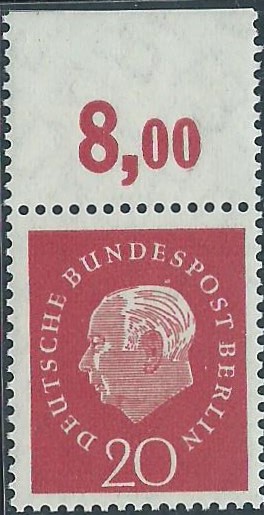 8,00
DEUTSCHE BUNDESPOST BERLIN
20